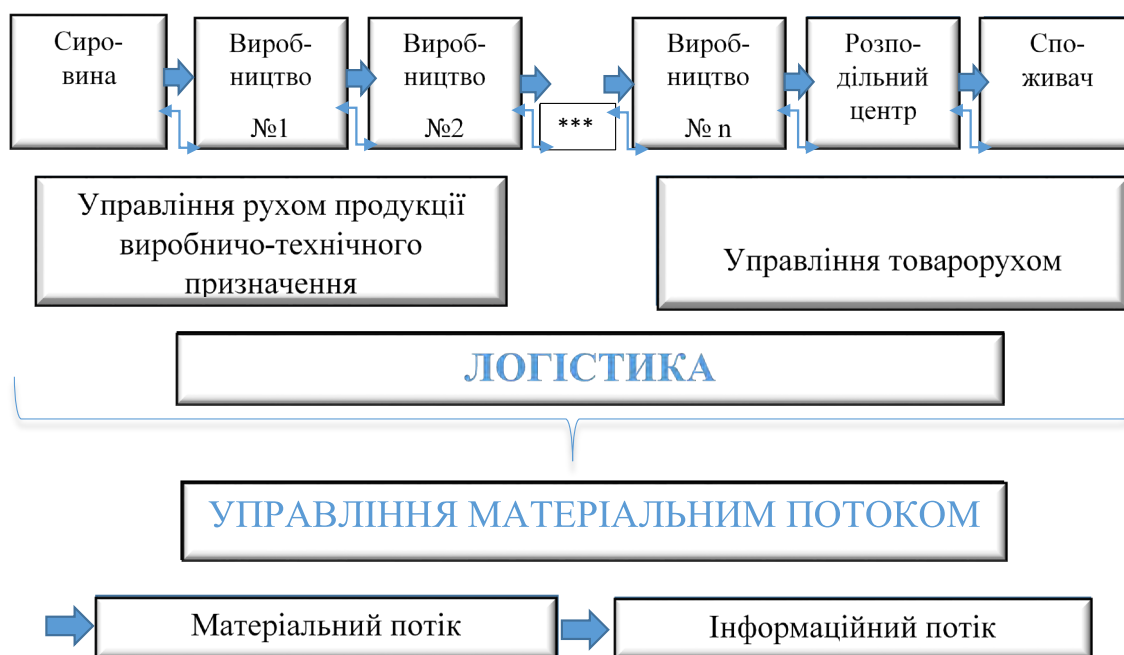 Сиро-
вина
Вироб-
ництво
№1
Вироб-
ництво
№2
***
Вироб-
ництво
№ n
Розпо-
дільний
центр
Спо-
живач
Управління рухом продукції
виробничо-технічного
призначення
Управління товарорухом
ЛОГІСТИКА
УПРАВЛІННЯ МАТЕРІАЛЬНИМ ПОТОКОМ
Матеріальний потік
Інформаційний потік